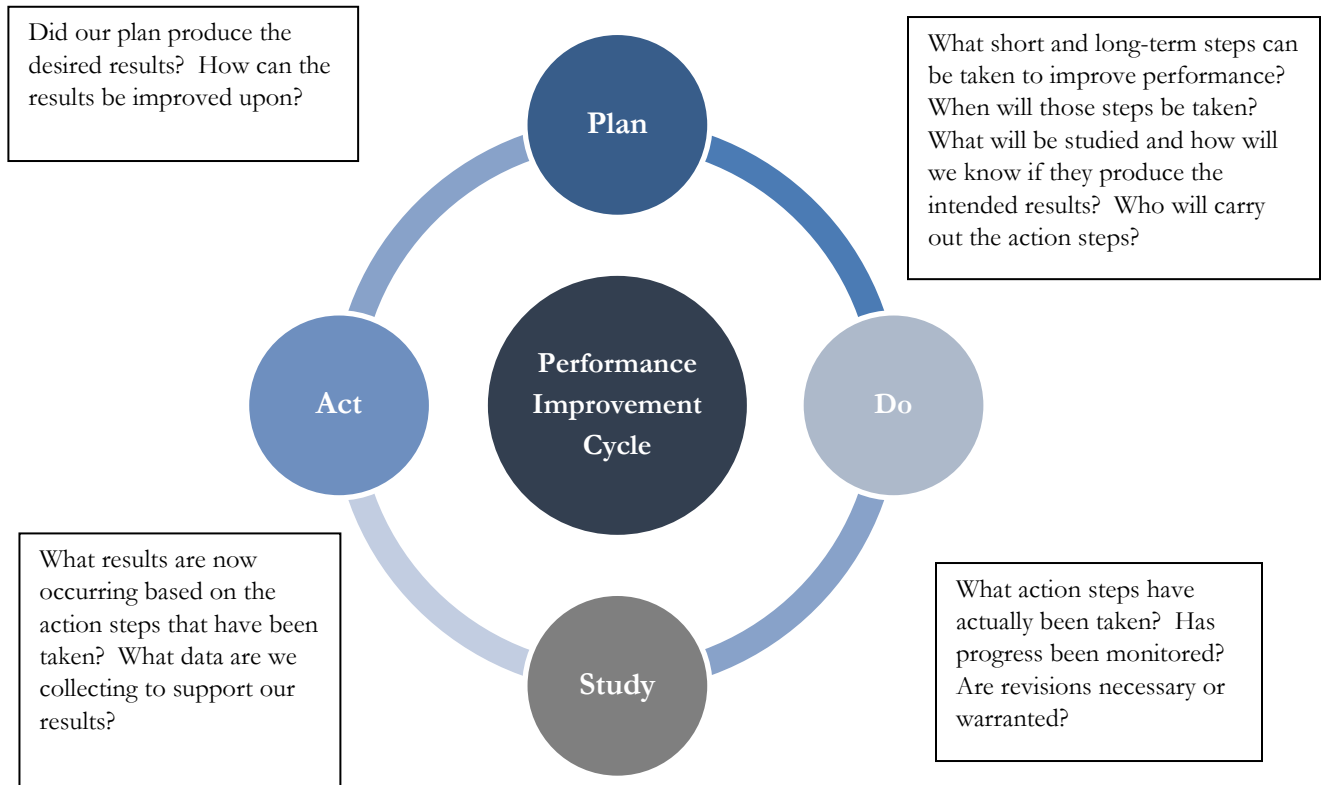 Did our plan produce the
desired results?  How can the
results be improved upon?
What short and long-term steps can
be taken to improve performance?
When will those steps be taken?
What will be studied and how will
we know if they produce the
intended results?  Who will carry
out the action steps?
Plan
Performance
Improvement
Cycle
Act
Do
What results are now
occurring based on the
action steps that have been
taken?  What data are we
collecting to support our
results?
What action steps have
actually been taken?  Has
progress been monitored?
Are revisions necessary or
warranted?
Study